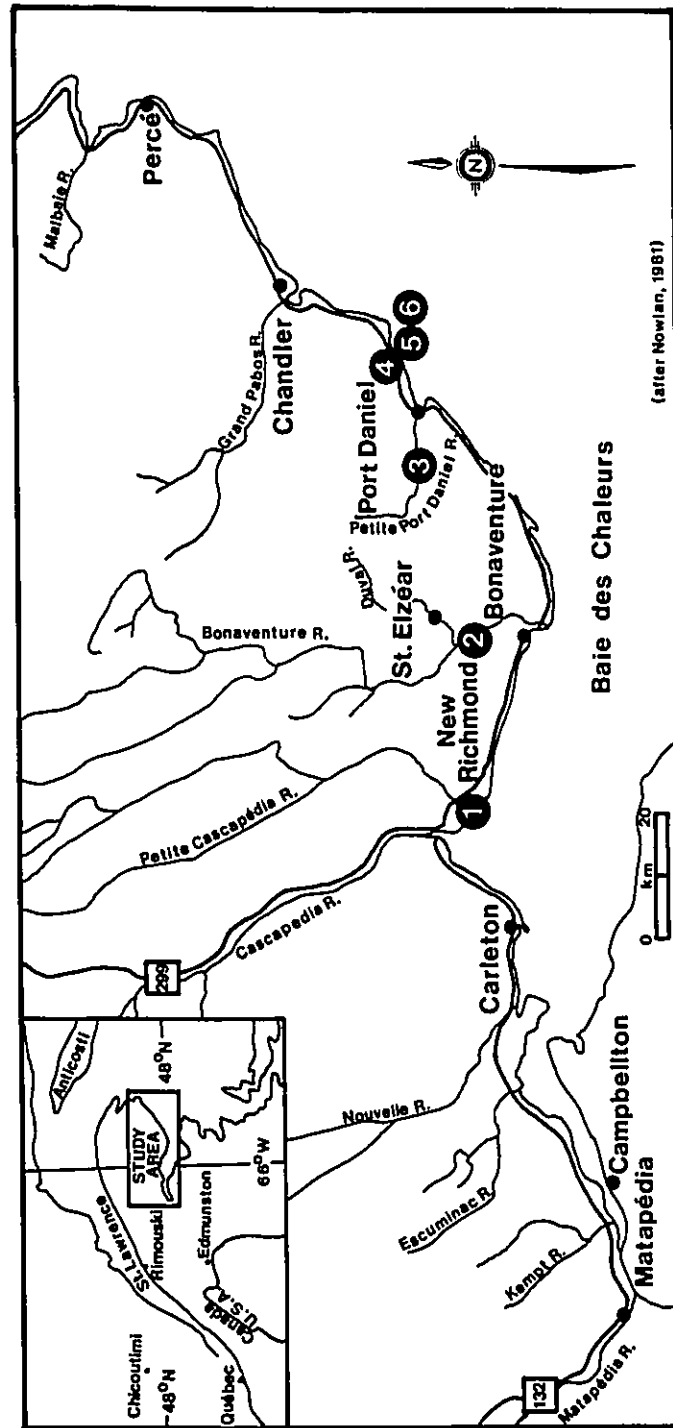 Anticosti
48°N
STUDY
AREA
66°W
St. Lawrence
Rimouski
Edmunston
Canada
U.S.A
Chicoutimi
48°N
Québec
299
132
Matapédia R.
Matapédia
Campbellton
Kempt R.
Escuminac R.
Nouvelle R.
Carleton
Cascapédia R.
Petite Cascapédia R.
1
New
Richmond
2
Bonaventure R.
St. Elzéar
Duval R.
Bonaventure
Petite Port Daniel R.
3
Port Daniel
4
5
6
Grand Pabos R.
Chandler
Malbaie R.
Percé
N
Baie des Chaleurs
0 km 20
(after Nowlan, 1981)